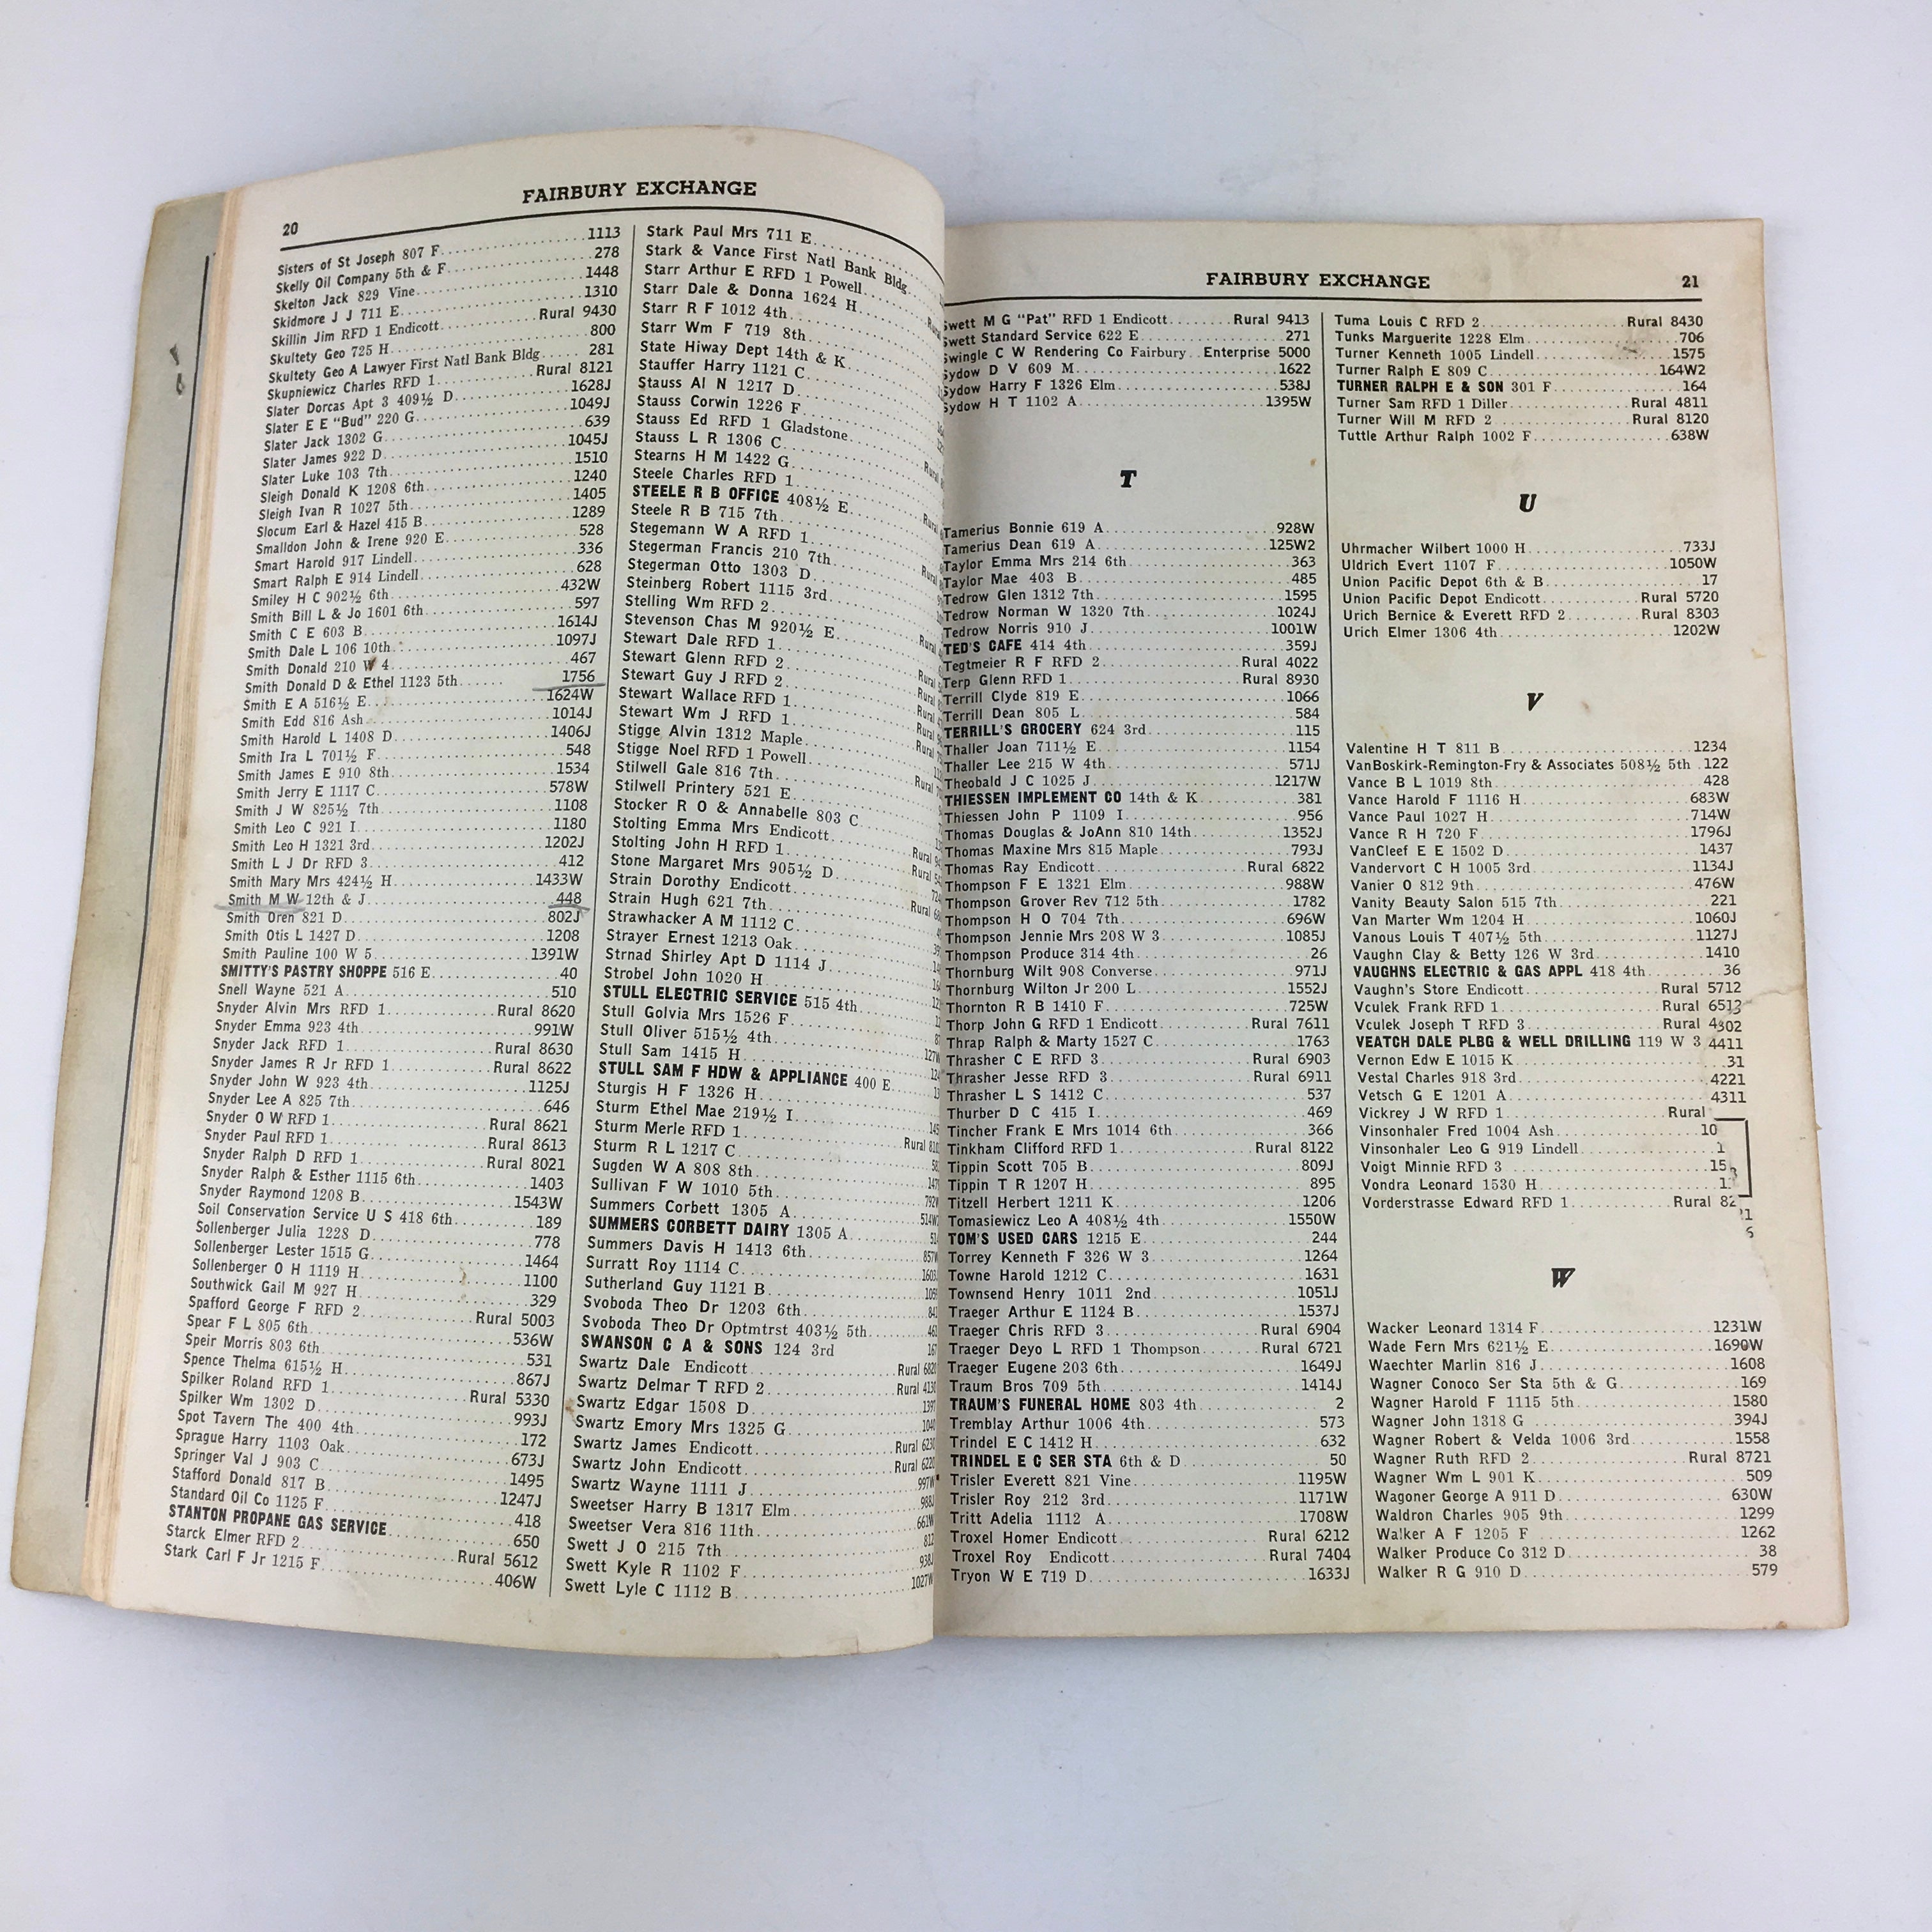 20
FAIRBURY EXCHANGE
Sisters of St Joseph 807 F 1113
Skelly Oil Company 5th & F 278
Skelton Jack 829 Vine 1448
Skidmore J J 711 E 1310
Skillin Jim RFD 1 Endicott Rural 9430
Skultety Geo 725 H 800
Skultety Geo A Lawyer First Natl Bank Bldg 281
Skupniewicz Charles RFD 1 Rural 8121
Slater Dorcas Apt 3 409½ D 1628J
Slater E E "Bud" 220 G 1049J
Slater Jack 1302 G 639
Slater James 922 D 1045J
Slater Luke 103 7th 1510
Sleigh Donald K 1208 6th 1240
Sleigh Ivan R 1027 5th 1405
Slocum Earl & Hazel 415 B 1289
Smalldon John & Irene 920 E 528
Smart Harold 917 Lindell 336
Smart Ralph E 914 Lindell 628
Smiley H C 902½ 6th 432W
Smith Bill L & Jo 1601 6th 597
Smith C E 603 B 1614J
Smith Dale L 106 10th 1097J
Smith Donald 210 W 4 467
Smith Donald D & Ethel 1123 5th 1756
Smith E A 516½ E 1624W
Smith Edd 816 Ash 1014J
Smith Harold L 1408 D 1406J
Smith Ira L 701½ F 548
Smith James E 910 8th 1534
Smith Jerry E 1117 C 578W
Smith J W 825½ 7th 1108
Smith Leo C 921 I 1180
Smith Leo H 1321 3rd 1202J
Smith L J Dr RFD 3 412
Smith Mary Mrs 424½ H 1433W
Smith M W 12th & J 448
Smith Oren 821 D 802J
Smith Otis L 1427 D 1208
Smith Pauline 100 W 5 1391W
SMITTY'S PASTRY SHOPPE 516 E 40
Snell Wayne 521 A 510
Snyder Alvin Mrs RFD 1 Rural 8620
Snyder Emma 923 4th 991W
Snyder Jack RFD 1 Rural 8630
Snyder James R Jr RFD 1 Rural 8622
Snyder John W 923 4th 1125J
Snyder Lee A 825 7th 646
Snyder O W RFD 1 Rural 8621
Snyder Paul RFD 1 Rural 8613
Snyder Ralph D RFD 1 Rural 8021
Snyder Ralph & Esther 1115 6th 1403
Snyder Raymond 1208 B 1543W
Soil Conservation Service U S 418 6th 189
Sollenberger Julia 1228 D 778
Sollenberger Lester 1515 G 1464
Sollenberger O H 1119 H 1100
Southwick Gail M 927 H 329
Spafford George F RFD 2 Rural 5003
Spear F L 805 6th 536W
Speir Morris 803 6th 531
Spence Thelma 615½ H 867J
Spilker Roland RFD 1 Rural 5330
Spilker Wm 1302 D 993J
Spot Tavern The 400 4th 172
Sprague Harry 1103 Oak 673J
Springer Val J 903 C 1495
Stafford Donald 817 B 1247J
Standard Oil Co 1125 F 418
STANTON PROPANE GAS SERVICE 650
Starck Elmer RFD 2 Rural 5612
Stark Carl F Jr 1215 F 406W
Stark Paul Mrs 711 E
Stark & Vance First Natl Bank Bldg
Starr Arthur E RFD 1 Powell
Starr Dale & Donna 1624 H
Starr R F 1012 4th
Starr Wm F 719 8th
State Hiway Dept 14th & K
Stauffer Harry 1121 C
Stauss Al N 1217 D
Stauss Corwin 1226 F
Stauss Ed RFD 1 Gladstone
Stauss L R 1306 C
Stearns H M 1422 G
Steele Charles RFD 1
STEELE R B OFFICE 408½ E
Steele R B 715 7th
Stegemann W A RFD 1
Stegerman Francis 210 7th
Stegerman Otto 1303 D
Steinberg Robert 1115 3rd
Stelling Wm RFD 2
Stevenson Chas M 920½ E
Stewart Dale RFD 1
Stewart Glenn RFD 2
Stewart Guy J RFD 2
Stewart Wallace RFD 1
Stewart Wm J RFD 1
Stigge Alvin 1312 Maple
Stigge Noel RFD 1 Powell
Stilwell Gale 816 7th
Stilwell Printery 521 E
Stocker R O & Annabelle 803 C
Stolting Emma Mrs Endicott
Stolting John H RFD 1
Stone Margaret Mrs 905½ D
Strain Dorothy Endicott
Strain Hugh 621 7th
Strawhacker A M 1112 C
Strayer Ernest 1213 Oak
Strnad Shirley Apt D 1114 J
Strobel John 1020 H
STULL ELECTRIC SERVICE 515 4th
Stull Golvia Mrs 1526 F
Stull Oliver 515½ 4th
Stull Sam 1415 H
STULL SAM F HDW & APPLIANCE 400 E
Sturgis H F 1326 H
Sturm Ethel Mae 219½ I
Sturm Merle RFD 1
Sturm R L 1217 C
Sugden W A 808 8th
Sullivan F W 1010 5th
Summers Corbett 1305 A
SUMMERS CORBETT DAIRY 1305 A
Summers Davis H 1413 6th
Surratt Roy 1114 C
Sutherland Guy 1121 B
Svoboda Theo Dr 1203 6th
Svoboda Theo Dr Optmtrst 403½ 5th
SWANSON C A & SONS 124 3rd
Swartz Dale Endicott Rural
Swartz Delmar T RFD 2 Rural
Swartz Edgar 1508 D
Swartz Emory Mrs 1325 G
Swartz James Endicott Rural
Swartz John Endicott Rural
Swartz Wayne 1111 J
Sweetser Harry B 1317 Elm
Sweetser Vera 816 11th
Swett J O 215 7th
Swett Kyle R 1102 F
Swett Lyle C 1112 B
FAIRBURY EXCHANGE
21
Swett M G "Pat" RFD 1 Endicott Rural 9413
Swett Standard Service 622 E 271
Swingle C W Rendering Co Fairbury Enterprise 5000
Sydow D V 609 M 1622
Sydow Harry F 1326 Elm 538J
Sydow H T 1102 A 1395W
T
Tamerius Bonnie 619 A 928W
Tamerius Dean 619 A 125W2
Taylor Emma Mrs 214 6th 363
Taylor Mae 403 B 485
Tedrow Glen 1312 7th 1595
Tedrow Norman W 1320 7th 1024J
Tedrow Norris 910 J 1001W
TED'S CAFE 414 4th 359J
Tegtmeier R F RFD 2 Rural 4022
Terp Glenn RFD 1 Rural 8930
Terrill Clyde 819 E 1066
Terrill Dean 805 L 584
TERRILL'S GROCERY 624 3rd 115
Thaller Joan 711½ E 1154
Thaller Lee 215 W 4th 571J
Theobald J C 1025 J 1217W
THIESSEN IMPLEMENT CO 14th & K 381
Thiessen John P 1109 I 956
Thomas Douglas & JoAnn 810 14th 1352J
Thomas Maxine Mrs 815 Maple 793J
Thomas Ray Endicott Rural 6822
Thompson F E 1321 Elm 988W
Thompson Grover Rev 712 5th 1782
Thompson H O 704 7th 696W
Thompson Jennie Mrs 208 W 3 1085J
Thompson Produce 314 4th 26
Thornburg Wilt 908 Converse 971J
Thornburg Wilton Jr 200 L 1552J
Thornton R B 1410 F 725W
Thorp John G RFD 1 Endicott Rural 7611
Thrap Ralph & Marty 1527 C 1763
Thrasher C E RFD 3 Rural 6903
Thrasher Jesse RFD 3 Rural 6911
Thrasher L S 1412 C 537
Thurber D C 415 I 469
Tincher Frank E Mrs 1014 6th 366
Tinkham Clifford RFD 1 Rural 8122
Tippin Scott 705 B 809J
Tippin T R 1207 H 895
Titzell Herbert 1211 K 1206
Tomasiewicz Leo A 408½ 4th 1550W
TOM'S USED CARS 1215 E 244
Torrey Kenneth F 326 W 3 1264
Towne Harold 1212 C 1631
Townsend Henry 1011 2nd 1051J
Traeger Arthur E 1124 B 1537J
Traeger Chris RFD 3 Rural 6904
Traeger Deyo L RFD 1 Thompson Rural 6721
Traeger Eugene 203 6th 1649J
Traum Bros 709 5th 1414J
TRAUM'S FUNERAL HOME 803 4th 2
Tremblay Arthur 1006 4th 573
Trindel E C 1412 H 632
TRINDEL E C SER STA 6th & D 50
Trisler Everett 821 Vine 1195W
Trisler Roy 212 3rd 1171W
Tritt Adelia 1112 A 1708W
Troxel Homer Endicott Rural 6212
Troxel Roy Endicott Rural 7404
Tryon W E 719 D 1633J
Tuma Louis C RFD 2 Rural 8430
Tunks Marguerite 1228 Elm 706
Turner Kenneth 1005 Lindell 1575
Turner Ralph E 809 C 164W2
TURNER RALPH E & SON 301 F 164
Turner Sam RFD 1 Diller Rural 4811
Turner Will M RFD 2 Rural 8120
Tuttle Arthur Ralph 1002 F 638W
U
Uhrmacher Wilbert 1000 H 733J
Uldrich Evert 1107 F 1050W
Union Pacific Depot 6th & B 17
Union Pacific Depot Endicott Rural 5720
Urich Bernice & Everett RFD 2 Rural 8303
Urich Elmer 1306 4th 1202W
V
Valentine H T 811 B 1234
VanBoskirk-Remington-Fry & Associates 508½ 5th 122
Vance B L 1019 8th 428
Vance Harold F 1116 H 683W
Vance Paul 1027 H 714W
Vance R H 720 F 1796J
VanCleef E E 1502 D 1437
Vandervort C H 1005 3rd 1134J
Vanier O 812 9th 476W
Vanity Beauty Salon 515 7th 221
Van Marter Wm 1204 H 1060J
Vanous Louis T 407½ 5th 1127J
Vaughn Clay & Betty 126 W 3rd 1410
VAUGHNS ELECTRIC & GAS APPL 418 4th 36
Vaughn's Store Endicott Rural 5712
Vculek Frank RFD 1 Rural
Vculek Joseph T RFD 3 Rural
VEATCH DALE PLBG & WELL DRILLING 119 W 3 4411
Vernon Edw E 1015 K 31
Vestal Charles 918 3rd 4221
Vetsch G E 1201 A 4311
Vickrey J W RFD 1 Rural
Vinsonhaler Fred 1004 Ash 10
Vinsonhaler Leo G 919 Lindell 1
Voigt Minnie RFD 3 15
Vondra Leonard 1530 H
Vorderstrasse Edward RFD 1 Rural 82
W
Wacker Leonard 1314 F 1231W
Wade Fern Mrs 621½ E 1690W
Waechter Marlin 816 J 1608
Wagner Conoco Ser Sta 5th & G 169
Wagner Harold F 1115 5th 1580
Wagner John 1318 G 394J
Wagner Robert & Velda 1006 3rd 1558
Wagner Ruth RFD 2 Rural 8721
Wagner Wm L 901 K 509
Wagoner George A 911 D 630W
Waldron Charles 905 9th 1299
Walker A F 1205 F 1262
Walker Produce Co 312 D 38
Walker R G 910 D 579